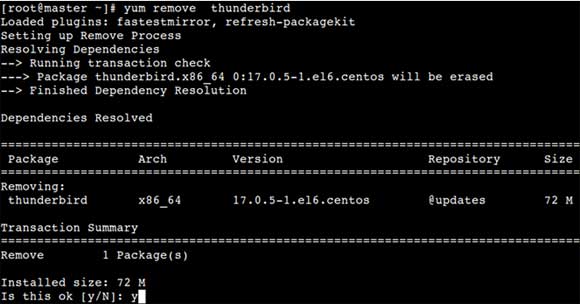 [root@master ~]# yum remove  thunderbird
Loaded plugins: fastestmirror, refresh-packagekit
Setting up Remove Process
Resolving Dependencies
--> Running transaction check
---> Package thunderbird.x86_64 0:17.0.5-1.el6.centos will be erased
--> Finished Dependency Resolution
Dependencies Resolved
================================================================================
Package Arch Version Repository Size
================================================================================
Removing:
thunderbird x86_64 17.0.5-1.el6.centos @updates 72 M
Transaction Summary
================================================================================
Remove 1 Package(s)
Installed size: 72 M
Is this ok [y/N]: y